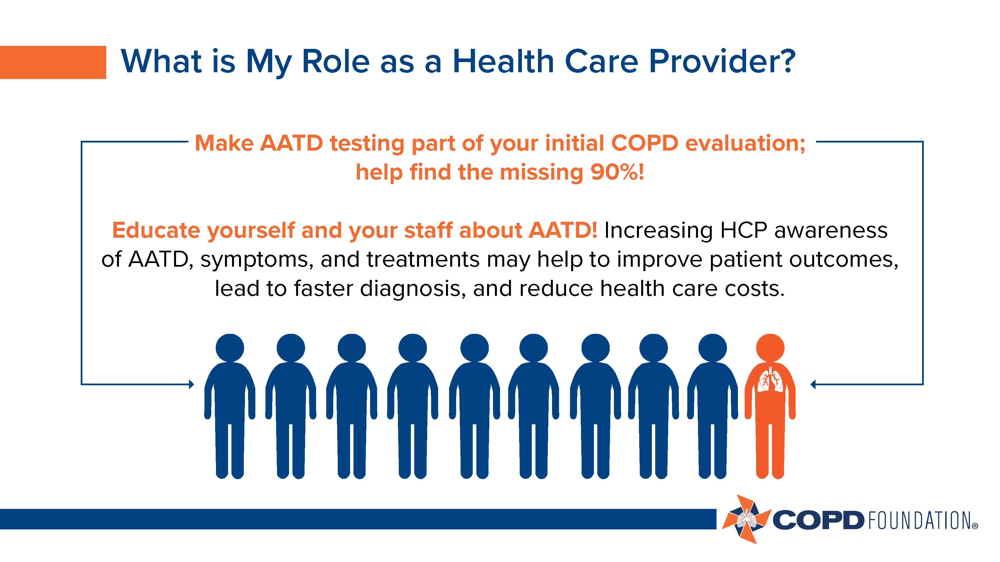 What is My Role as a Health Care Provider?
Make AATD testing part of your initial COPD evaluation;
help find the missing 90%!
Educate yourself and your staff about AATD! Increasing HCP awareness
of AATD, symptoms, and treatments may help to improve patient outcomes,
lead to faster diagnosis, and reduce health care costs.
COPD FOUNDATION®